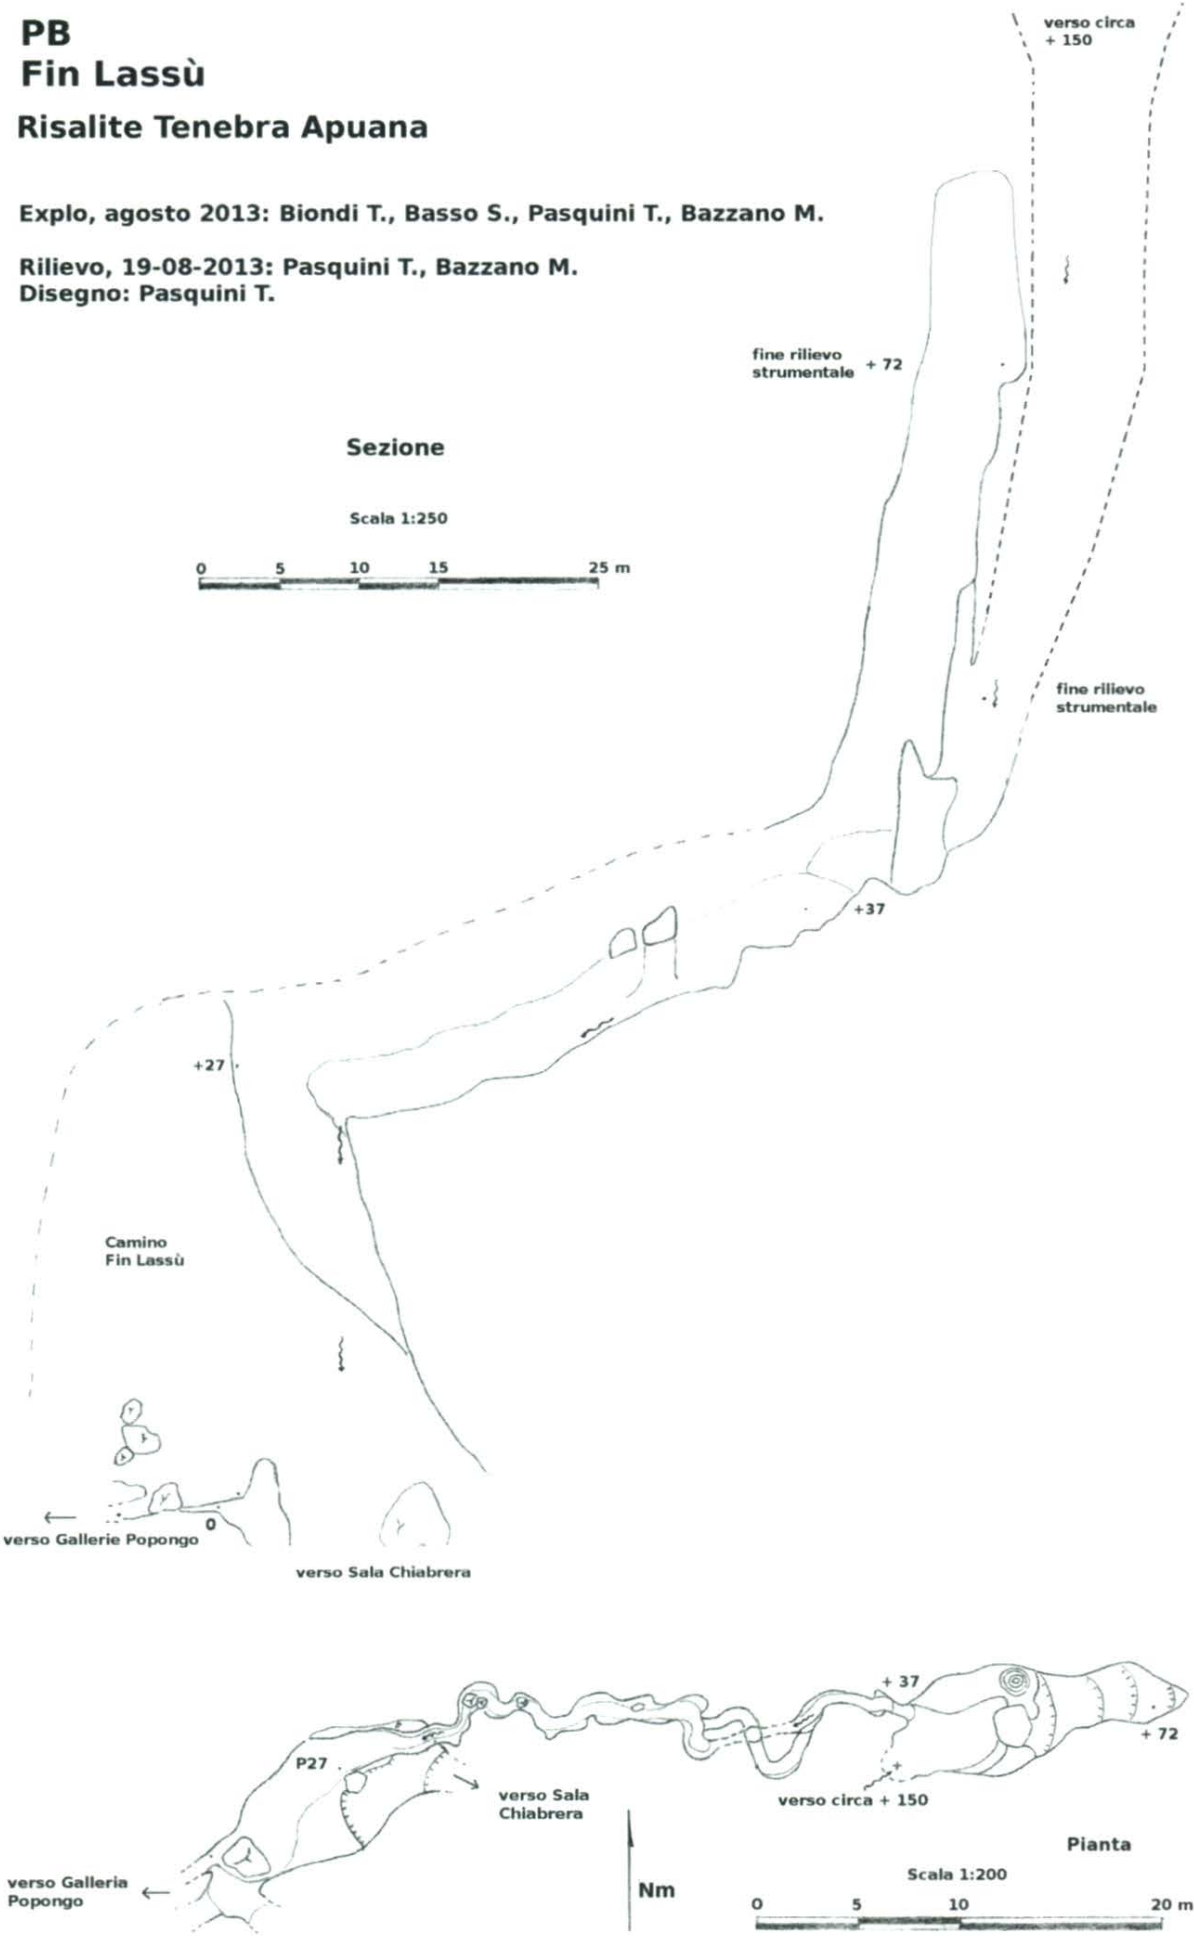 PB
Fin Lassù
Risalite Tenebra Apuana
Explo, agosto 2013: Biondi T., Basso S., Pasquini T., Bazzano M.
Rilievo, 19-08-2013: Pasquini T., Bazzano M.
Disegno: Pasquini T.
verso circa
+ 150
fine rilievo
strumentale
+ 72
Sezione
Scala 1:250
0 5 10 15 25 m
fine rilievo
strumentale
+37
+27
Camino
Fin Lassù
0
verso Gallerie Popongo
verso Sala Chiabrera
+ 37
+ 72
P27
verso Sala
Chiabrera
verso circa + 150
verso Galleria
Popongo
Nm
Pianta
Scala 1:200
0 5 10 20 m